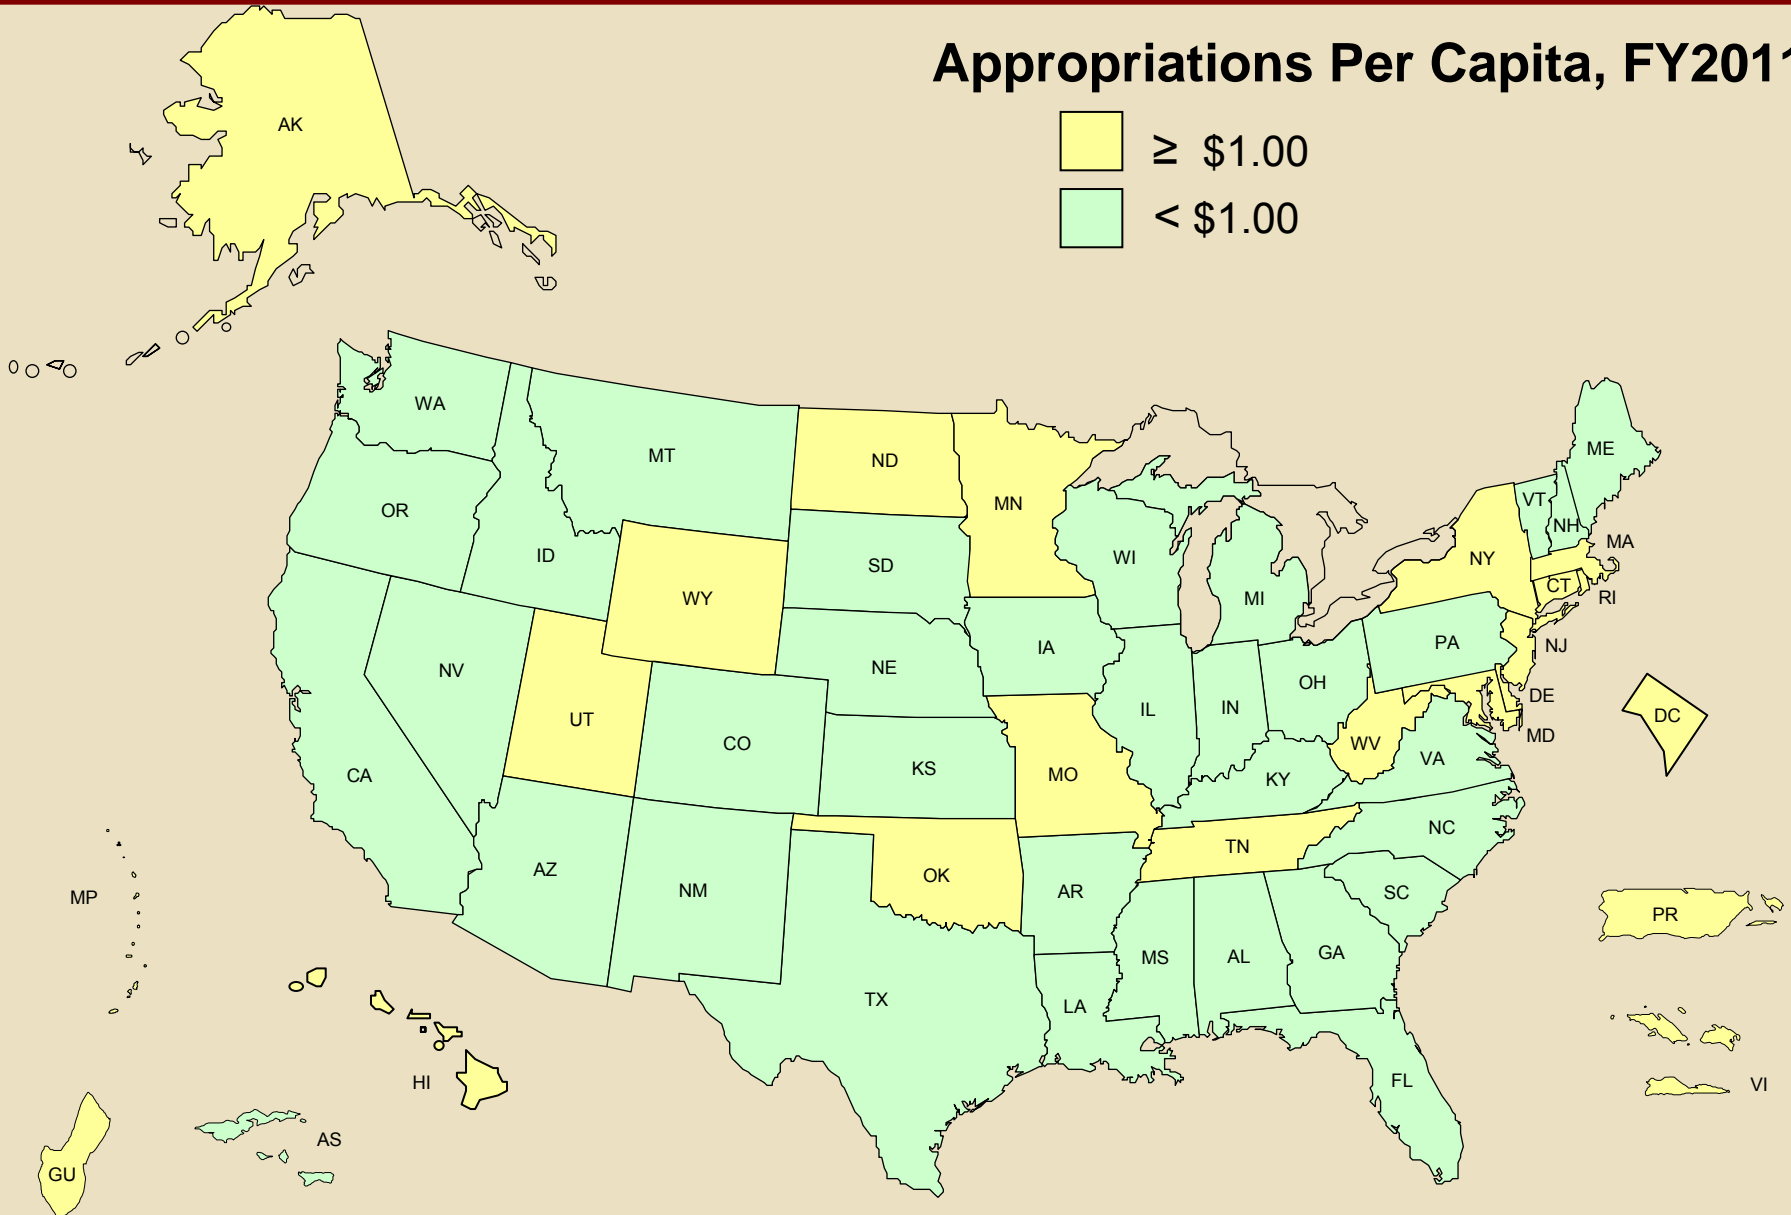 Appropriations Per Capita, FY2011
≥ $1.00
< $1.00
AK
WA
MT
ND
MN
ME
VT
NH
MA
OR
ID
SD
WI
NY
CT
RI
WY
MI
IA
PA
NJ
NV
NE
OH
DE
UT
CO
IL
IN
WV
MD
DC
CA
KS
MO
KY
VA
AZ
NM
OK
TN
NC
MP
AR
SC
PR
MS
AL
GA
TX
LA
HI
FL
VI
AS
GU